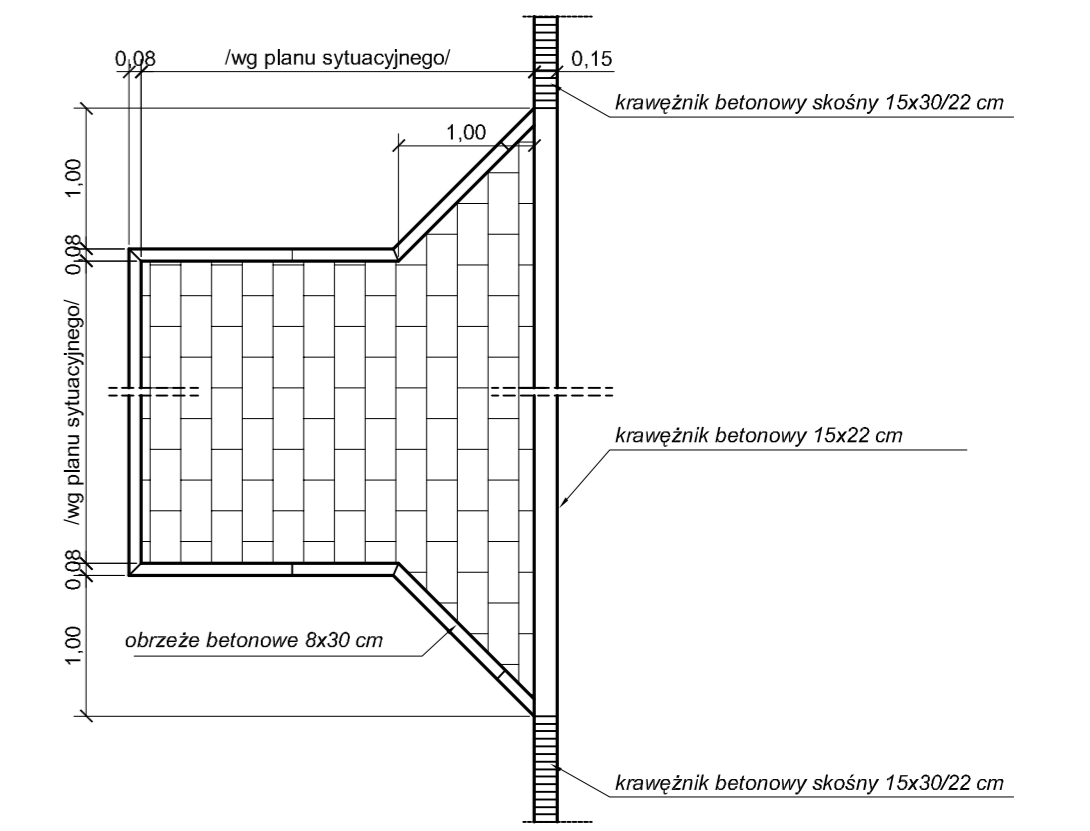 0,08
/wg planu sytuacyjnego/
0,15
krawężnik betonowy skośny 15x30/22 cm
1,00
1,00
0,08
/wg planu sytuacyjnego/
krawężnik betonowy 15x22 cm
0,08
obrzeże betonowe 8x30 cm
1,00
krawężnik betonowy skośny 15x30/22 cm